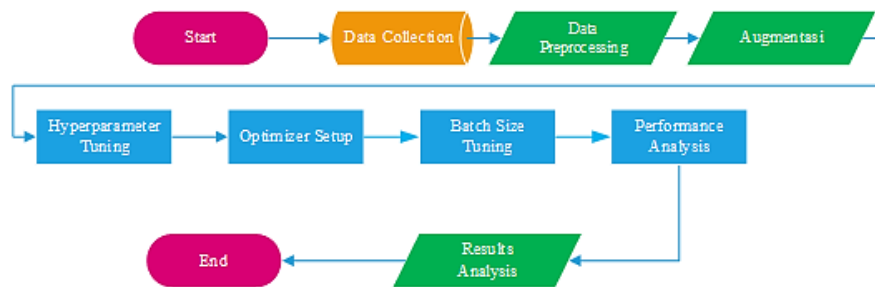 Start
Data Collection
Data
Preprocessing
Augmentasi
Hyperparameter
Tuning
Optimizer Setup
Batch Size
Tuning
Performance
Analysis
End
Results
Analysis